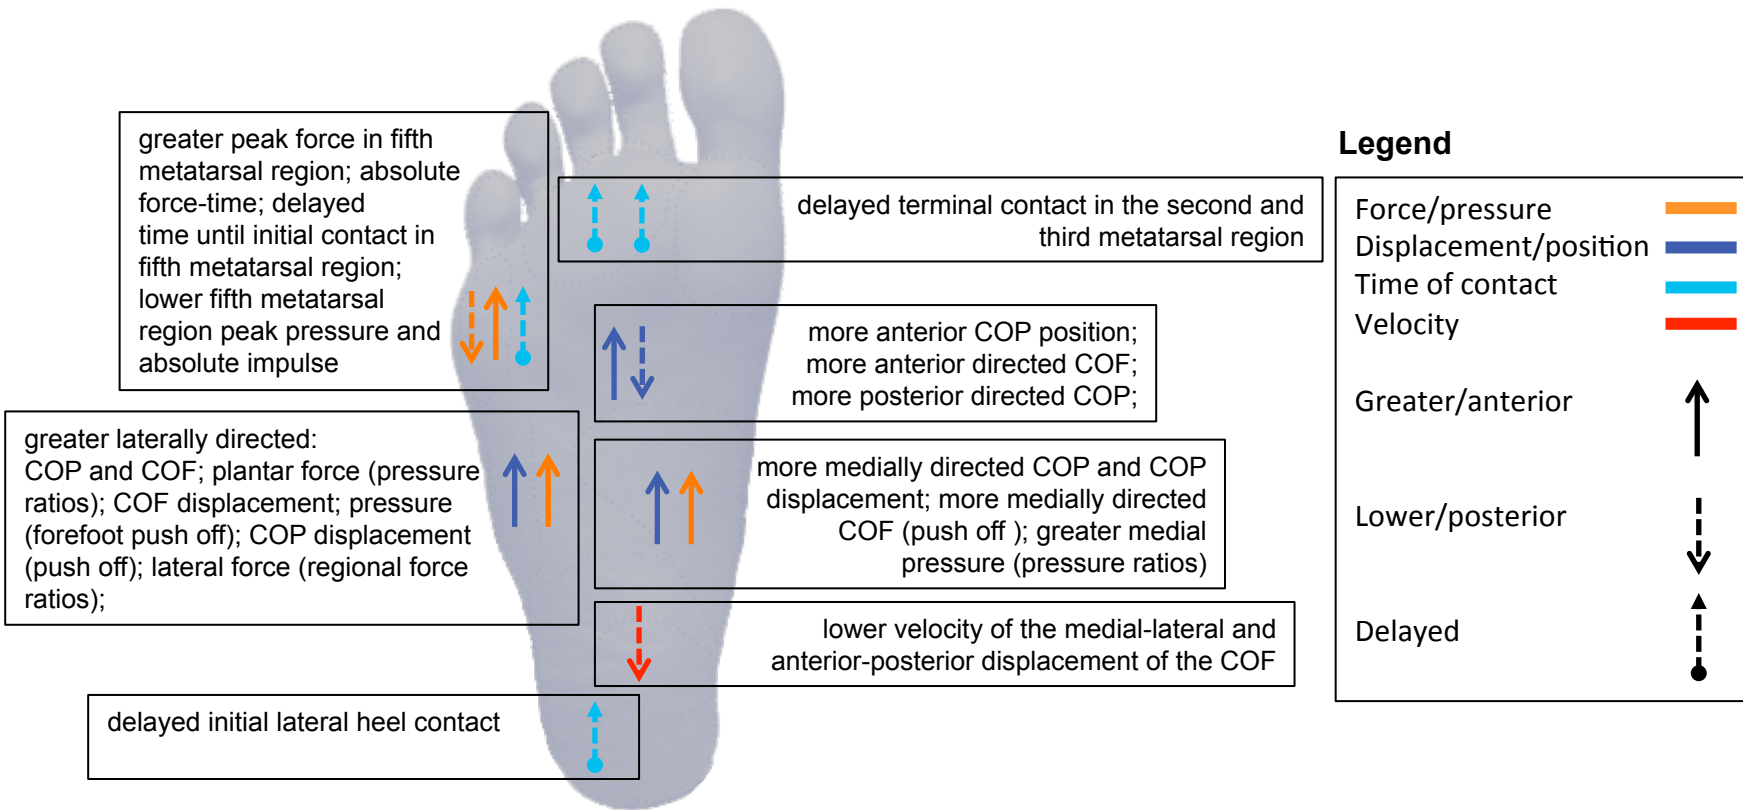 greater peak force in fifth
metatarsal region; absolute
force-time; delayed
time until initial contact in
fifth metatarsal region;
lower fifth metatarsal
region peak pressure and
absolute impulse
delayed terminal contact in the second and
third metatarsal region
more anterior COP position;
more anterior directed COF;
more posterior directed COP;
greater laterally directed:
COP and COF; plantar force (pressure
ratios); COF displacement; pressure
(forefoot push off); COP displacement
(push off); lateral force (regional force
ratios);
more medially directed COP and COP
displacement; more medially directed
COF (push off ); greater medial
pressure (pressure ratios)
lower velocity of the medial-lateral and
anterior-posterior displacement of the COF
delayed initial lateral heel contact
Legend
Force/pressure
Displacement/position
Time of contact
Velocity
Greater/anterior
Lower/posterior
Delayed